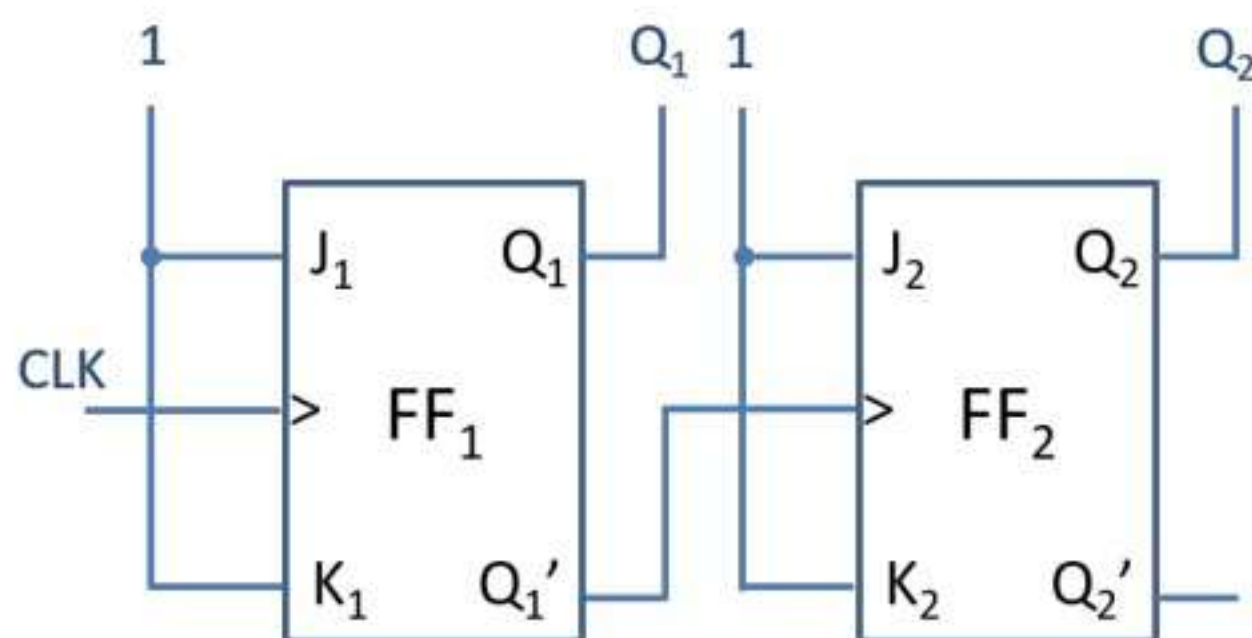 1 Q₁ 1 Q₂
J₁ Q₁ J₂ Q₂
CLK > FF₁ > FF₂
K₁ Q₁’ K₂ Q₂’